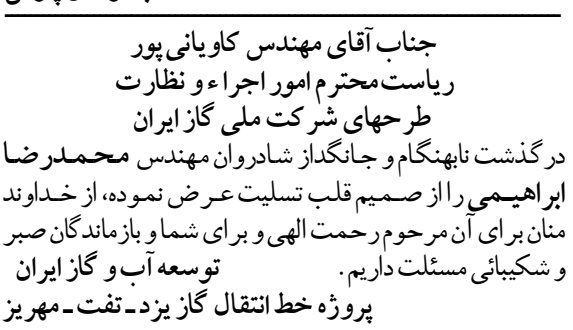 جناب آقای مهندس کاویانی‌پور
ریاست محترم امور اجراء و نظارت
طرحهای شرکت ملی گاز ایران
درگذشت نابهنگام و جانگداز شادروان مهندس محمدرضا
ابراهیمی را از صمیم قلب تسلیت عرض نموده، از خداوند
منان برای آن مرحوم رحمت الهی و برای شما و بازماندگان صبر
و شکیبائی مسئلت داریم. توسعه آب و گاز ایران
پروژه خط انتقال گاز یزد ـ تفت ـ مهریز